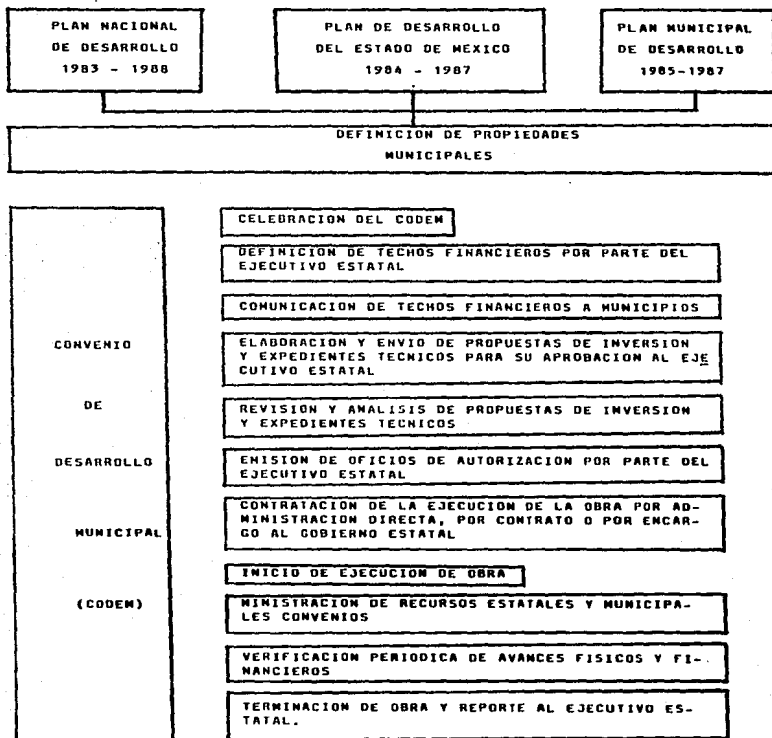 PLAN NACIONAL
DE DESARROLLO
1983 - 1988
PLAN DE DESARROLLO
DEL ESTADO DE MEXICO
1984 - 1987
PLAN MUNICIPAL
DE DESARROLLO
1985-1987
DEFINICION DE PROPIEDADES
MUNICIPALES
CONVENIO
DE
DESARROLLO
MUNICIPAL
(CODEM)
CELEBRACION DEL CODEM
DEFINICION DE TECHOS FINANCIEROS POR PARTE DEL
EJECUTIVO ESTATAL
COMUNICACION DE TECHOS FINANCIEROS A MUNICIPIOS
ELABORACION Y ENVIO DE PROPUESTAS DE INVERSION
Y EXPEDIENTES TECNICOS PARA SU APROBACION AL EJE
CUTIVO ESTATAL
REVISION Y ANALISIS DE PROPUESTAS DE INVERSION
Y EXPEDIENTES TECNICOS
EMISION DE OFICIOS DE AUTORIZACION POR PARTE DEL
EJECUTIVO ESTATAL
CONTRATACION DE LA EJECUCION DE LA OBRA POR AD-
MINISTRACION DIRECTA, POR CONTRATO O POR ENCAR-
GO AL GOBIERNO ESTATAL
INICIO DE EJECUCION DE OBRA
MINISTRACION DE RECURSOS ESTATALES Y MUNICIPA-
LES CONVENIOS
VERIFICACION PERIODICA DE AVANCES FISICOS Y FI-
NANCIEROS
TERMINACION DE OBRA Y REPORTE AL EJECUTIVO ES-
TATAL.